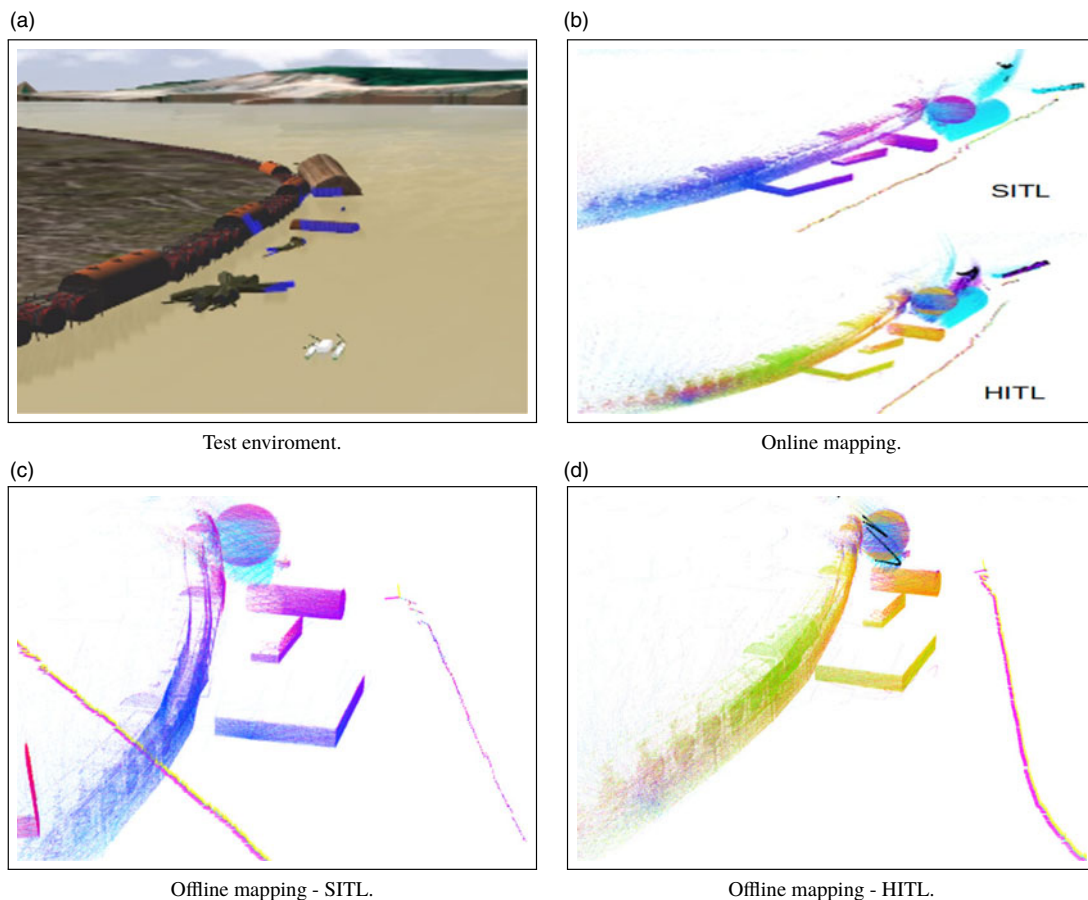 (a)
(b)
SITL
HITL
Test enviroment.
Online mapping.
(c)
(d)
Offline mapping - SITL.
Offline mapping - HITL.